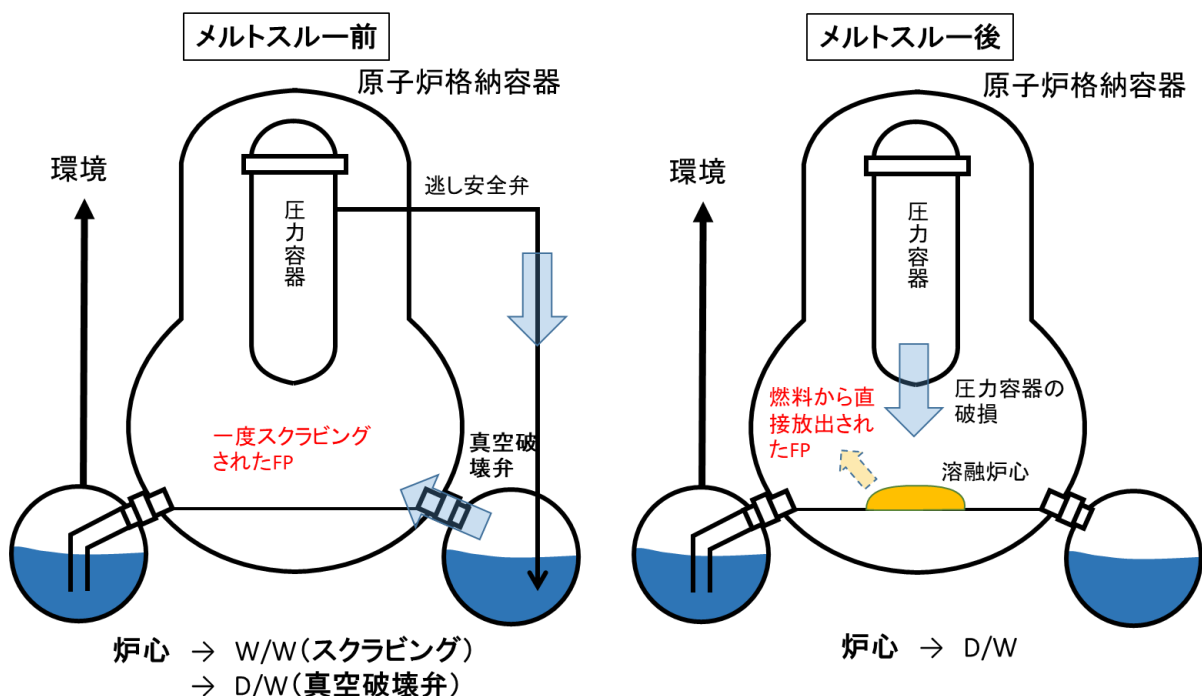 メルトスルー前
原子炉格納容器
環境
逃し安全弁
圧力容器
一度スクラビング
されたFP
真空破
壊弁
炉心 → W/W(スクラビング)
→ D/W(真空破壊弁)
メルトスルー後
原子炉格納容器
環境
圧力容器
圧力容器の
破損
燃料から直
接放出され
たFP
溶融炉心
炉心 → D/W